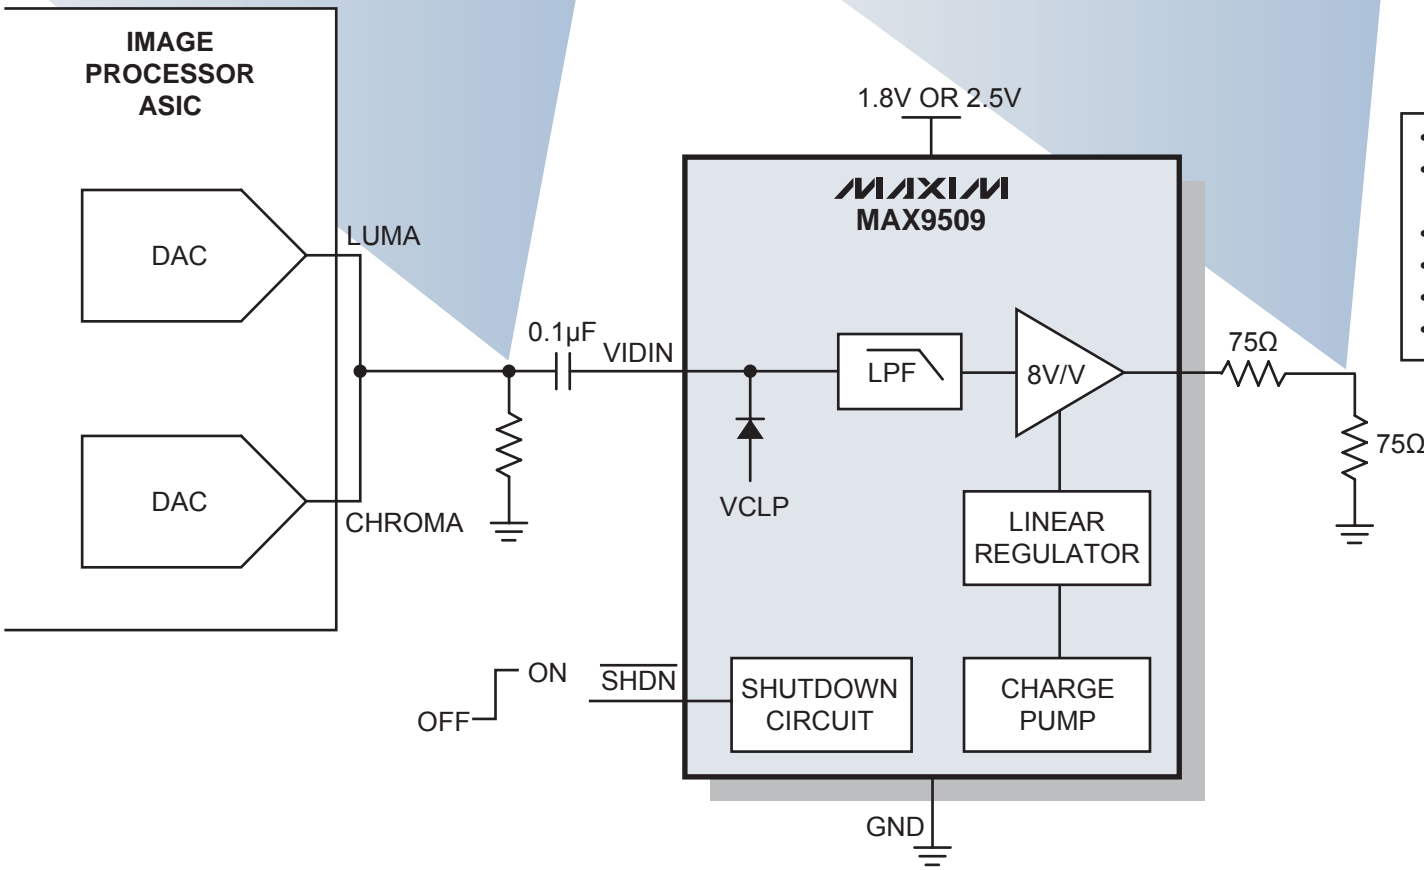 IMAGE
PROCESSOR
ASIC
DAC
LUMA
DAC
CHROMA
0.1µF
VIDIN
1.8V OR 2.5V
MAXIM
MAX9509
LPF
8V/V
VCLP
LINEAR
REGULATOR
CHARGE
PUMP
SHUTDOWN
CIRCUIT
SHDN
ON
OFF
GND
75Ω
75Ω